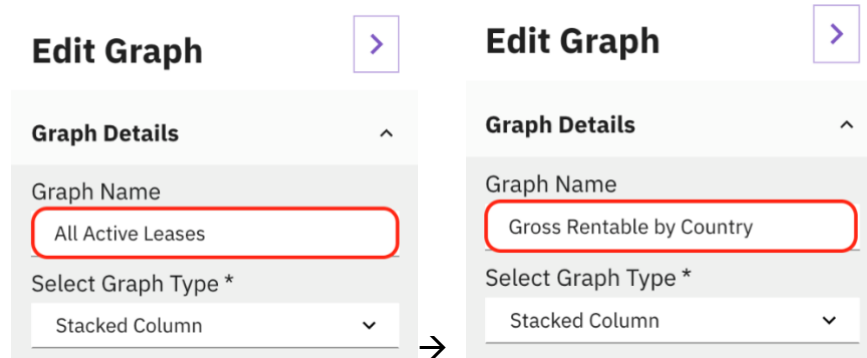 Edit Graph
Graph Details
Graph Name
All Active Leases
Select Graph Type *
Stacked Column
→
Edit Graph
Graph Details
Graph Name
Gross Rentable by Country
Select Graph Type *
Stacked Column